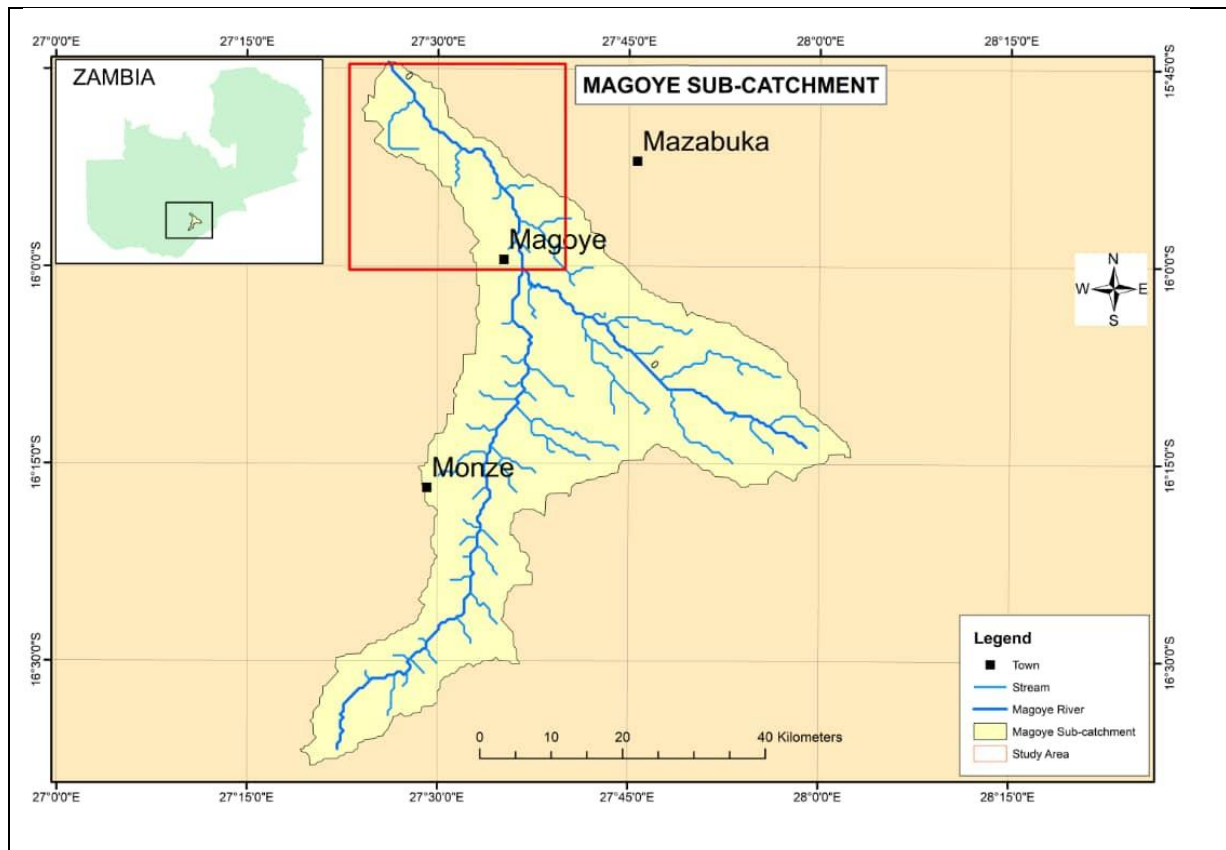 27°0'0"E 27°15'0"E 27°30'0"E 27°45'0"E 28°0'0"E 28°15'0"E
ZAMBIA
MAGOYE SUB-CATCHMENT
15°45'0"S
15°45'0"S
Mazabuka
Magoye
16°0'0"S
16°0'0"S
N
W E
S
Monze
16°15'0"S
16°15'0"S
16°30'0"S
16°30'0"S
Legend
Town
Stream
Magoye River
Magoye Sub-catchment
Study Area
0 10 20 40 Kilometers
27°0'0"E 27°15'0"E 27°30'0"E 27°45'0"E 28°0'0"E 28°15'0"E